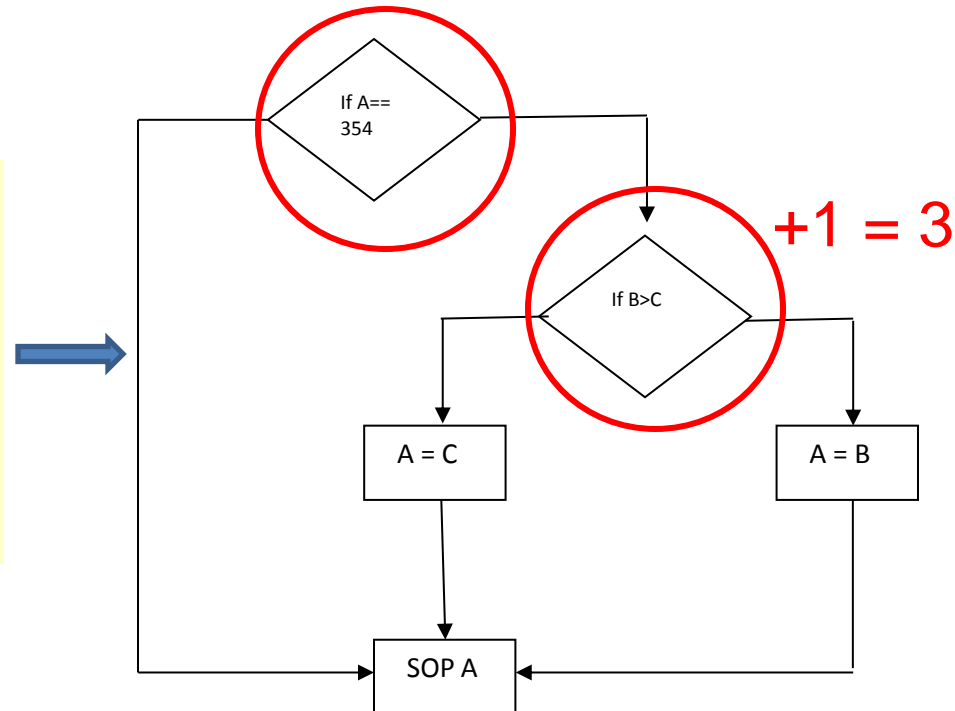 If A==
354
+1 = 3
If B>C
A = C
A = B
SOP A